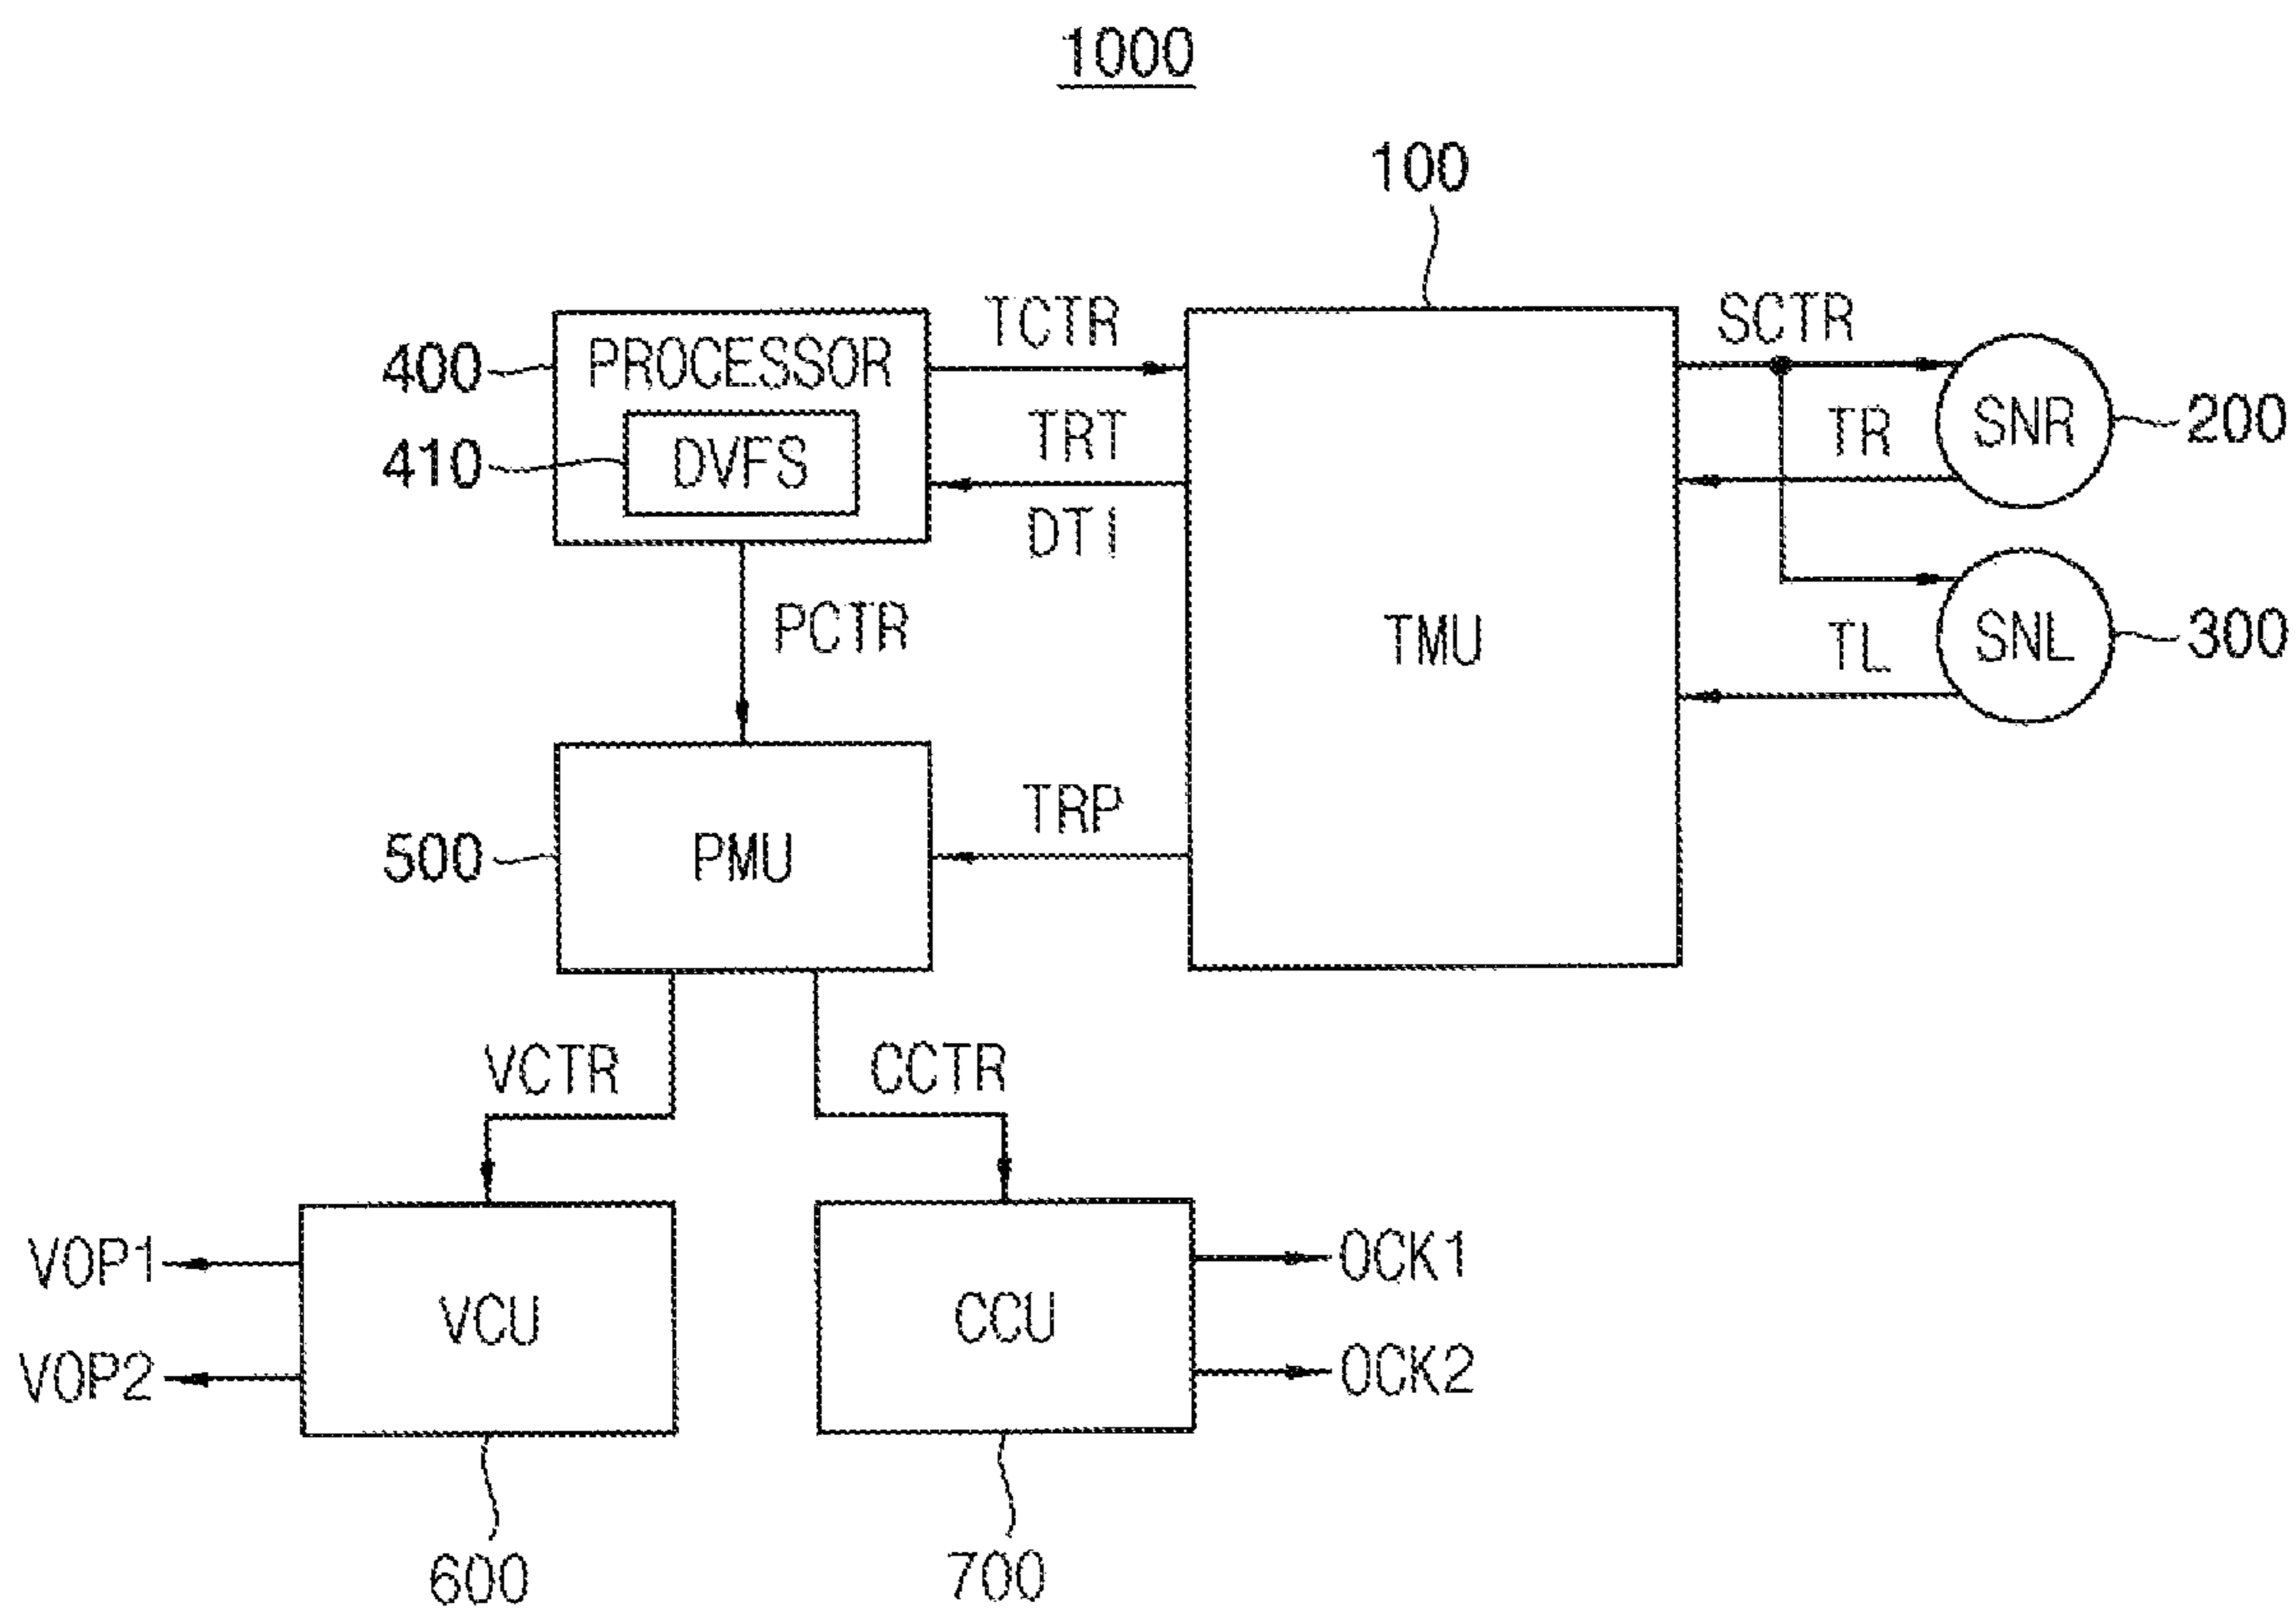 1000
100
TCTR
SCTR
400
PROCESSOR
410
DVFS
TRT
DTI
TR
SNR
200
PCTR
TMU
TL
SNL
300
500
PMU
TRP
VCTR
CCTR
VOP1
VOP2
VCU
CCU
OCK1
OCK2
600
700